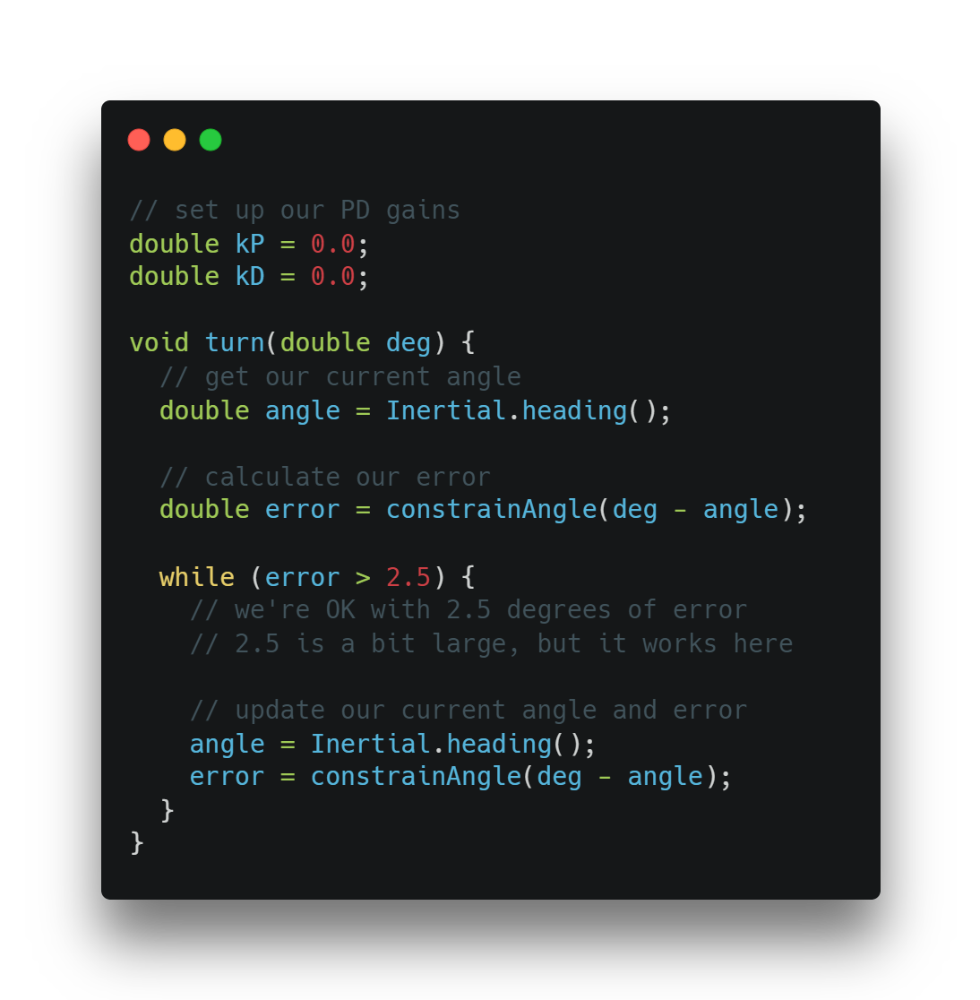 // set up our PD gains
double kP = 0.0;
double kD = 0.0;
void turn(double deg) {
// get our current angle
double angle = Inertial.heading();
// calculate our error
double error = constrainAngle(deg - angle);
while (error > 2.5) {
// we're OK with 2.5 degrees of error
// 2.5 is a bit large, but it works here
// update our current angle and error
angle = Inertial.heading();
error = constrainAngle(deg - angle);
}
}